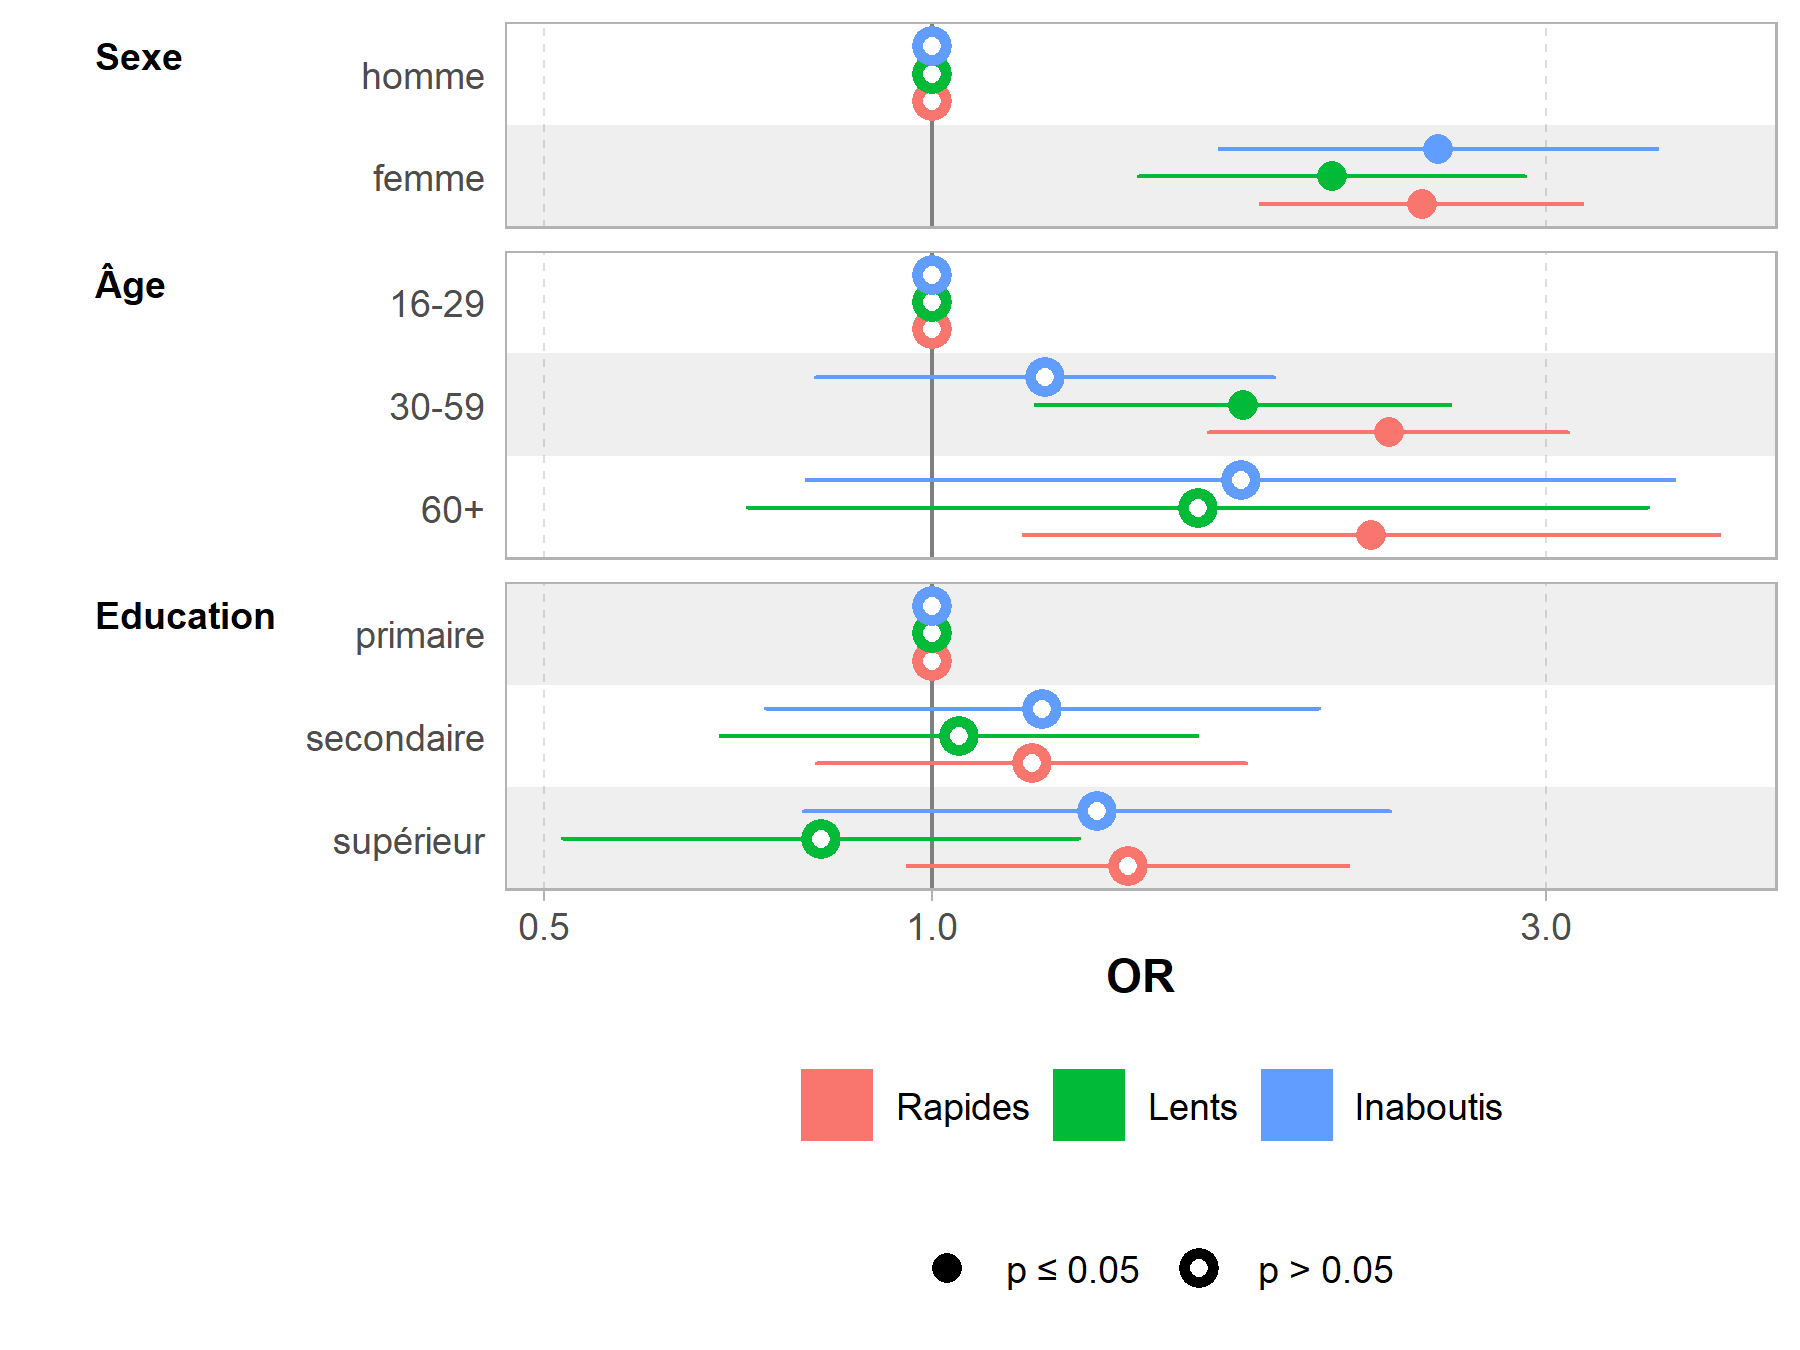 Sexe
homme
femme
Âge
16-29
30-59
60+
Education
primaire
secondaire
supérieur
0.5 1.0 3.0
OR
Rapides Lents Inaboutis
p ≤ 0.05 p > 0.05